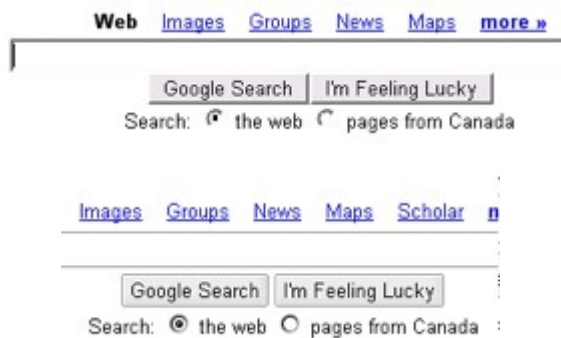 Web Images Groups News Maps more »
Google Search I'm Feeling Lucky
Search: the web pages from Canada
Images Groups News Maps Scholar
Google Search I'm Feeling Lucky
Search: the web pages from Canada